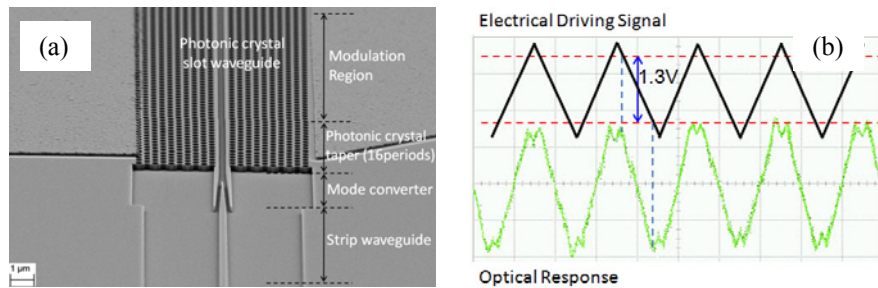 (a)
Photonic crystal
slot waveguide
Modulation
Region
Photonic crystal
taper (16periods)
Mode converter
Strip waveguide
1 µm
Electrical Driving Signal
(b)
1.3V
Optical Response